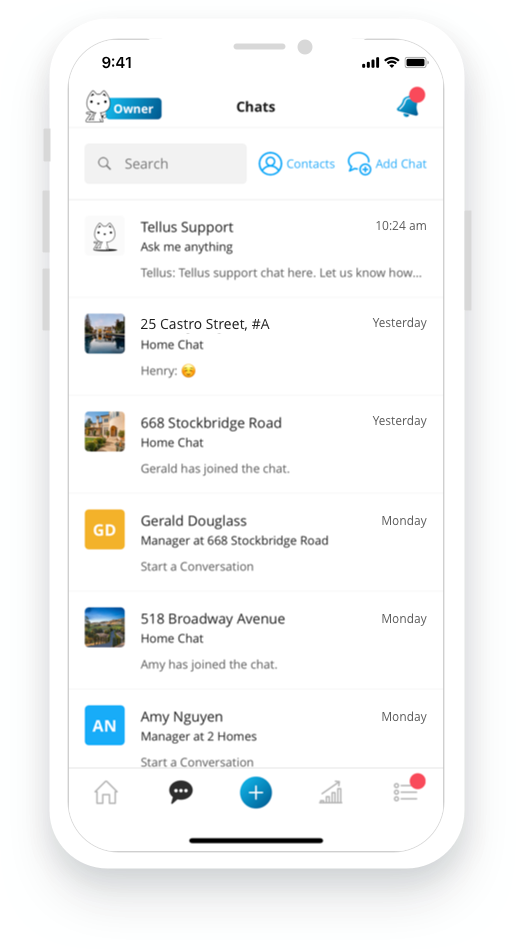 9:41
Owner
Chats
Search
Contacts
Add Chat
Tellus Support
10:24 am
Ask me anything
Tellus: Tellus support chat here. Let us know how...
25 Castro Street, #A
Yesterday
Home Chat
Henry: ☺️
668 Stockbridge Road
Yesterday
Home Chat
Gerald has joined the chat.
GD
Gerald Douglass
Monday
Manager at 668 Stockbridge Road
Start a Conversation
518 Broadway Avenue
Monday
Home Chat
Amy has joined the chat.
AN
Amy Nguyen
Monday
Manager at 2 Homes
Start a Conversation